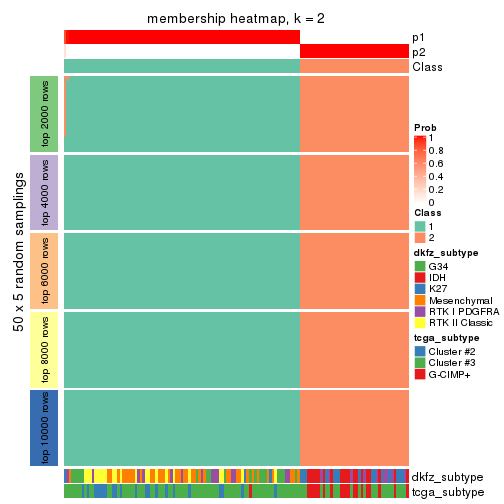 membership heatmap, k = 2
p1
p2
Class
50 x 5 random samplings
top 2000 rows
top 4000 rows
top 6000 rows
top 8000 rows
top 10000 rows
Prob
1
0.8
0.6
0.4
0.2
0
Class
1
2
dkfz_subtype
G34
IDH
K27
Mesenchymal
RTK I PDGFRA
RTK II Classic
tcga_subtype
Cluster #2
Cluster #3
G-CIMP+
dkfz_subtype
tcga_subtype